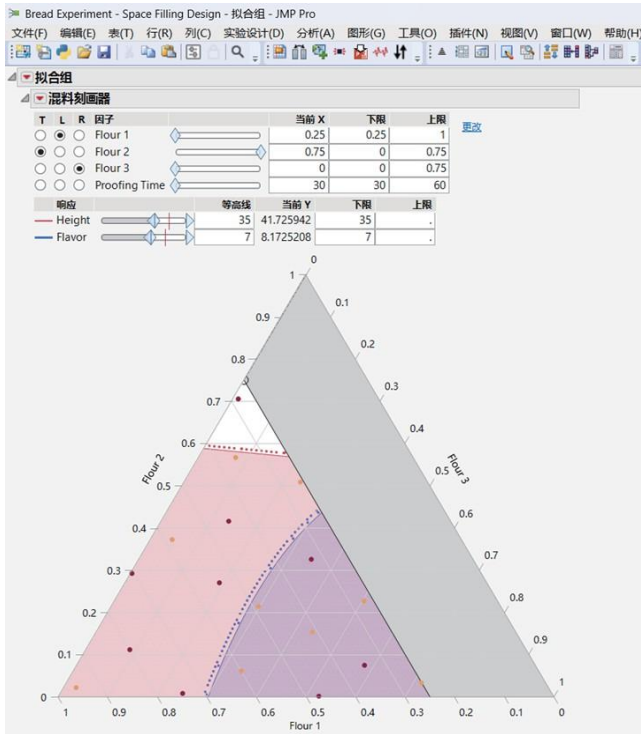 Bread Experiment - Space Filling Design - 拟合组 - JMP Pro
文件(F) 编辑(E) 表(T) 行(R) 列(C) 实验设计(D) 分析(A) 图形(G) 工具(O) 插件(N) 视图(V) 窗口(W) 帮助(H)
拟合组
混料刻画器
T L R 因子 当前 X 下限 上限
Flour 1 0.25 0.25 1 更改
Flour 2 0.75 0 0.75
Flour 3 0 0 0.75
Proofing Time 30 30 60
响应 等高线 当前 Y 下限 上限
Height 35 41.725942 35 .
Flavor 7 8.1725208 7 .
0
1
0.1
0.9
0.2
0.8
0.3
0.7
0.4
0.6
Flour 2
0.5
Flour 3
0.5
0.4
0.6
0.3
0.7
0.2
0.8
0.1
0.9
0
1
1 0.9 0.8 0.7 0.6 0.5 0.4 0.3 0.2 0.1 0
Flour 1